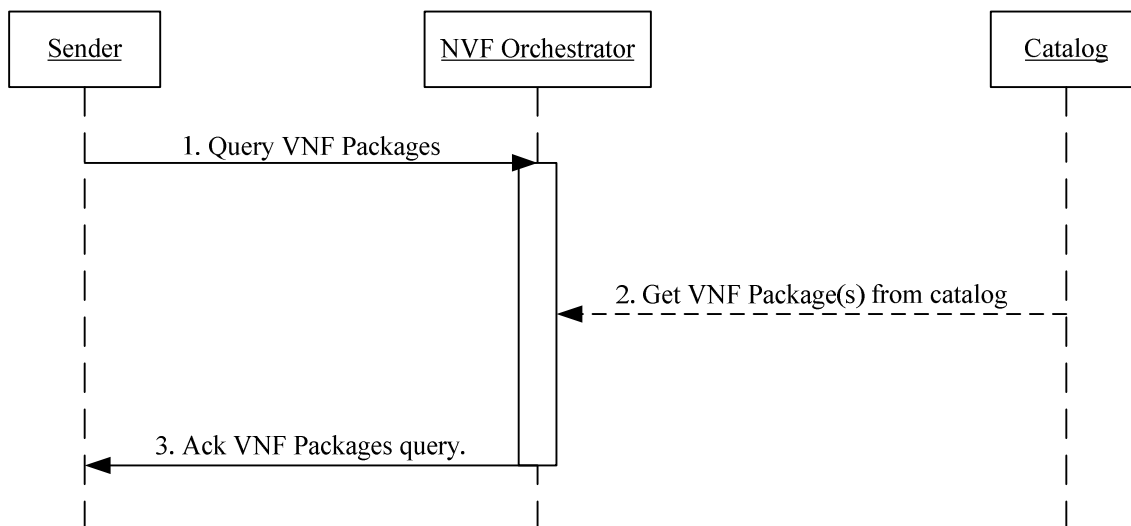 Sender
NVF Orchestrator
Catalog
1. Query VNF Packages
2. Get VNF Package(s) from catalog
3. Ack VNF Packages query.